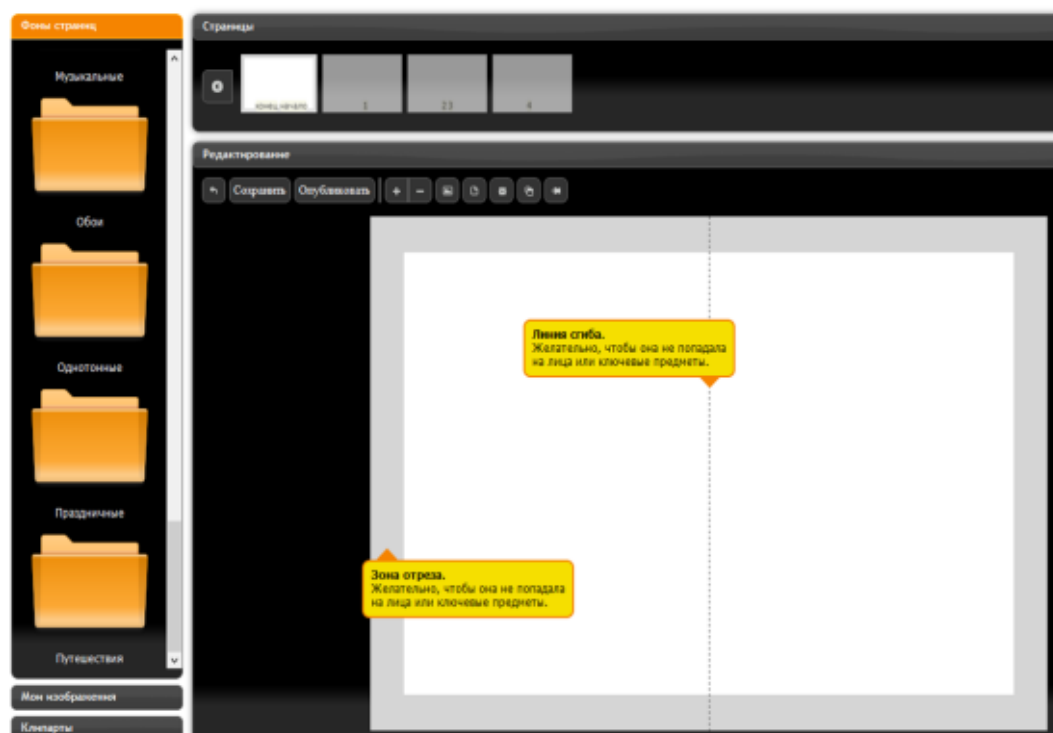 Фоны страниц
Музыкальные
Обои
Однотонные
Праздничные
Путешествия
Мои изображения
Клипарты
Страницы
конец,начало
1
23
4
Редактирование
Сохранить
Опубликовать
Линия сгиба.
Желательно, чтобы она не попадала
на лица или ключевые предметы.
Зона отреза.
Желательно, чтобы она не попадала
на лица или ключевые предметы.